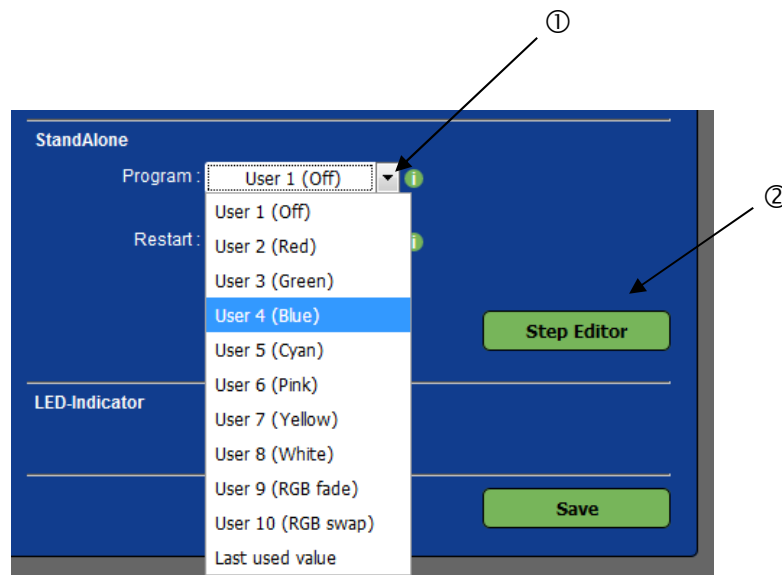 ①
StandAlone
Program : User 1 (Off)
②
User 1 (Off)
Restart : User 2 (Red)
User 3 (Green)
User 4 (Blue)
Step Editor
User 5 (Cyan)
User 6 (Pink)
LED-Indicator
User 7 (Yellow)
User 8 (White)
User 9 (RGB fade)
Save
User 10 (RGB swap)
Last used value